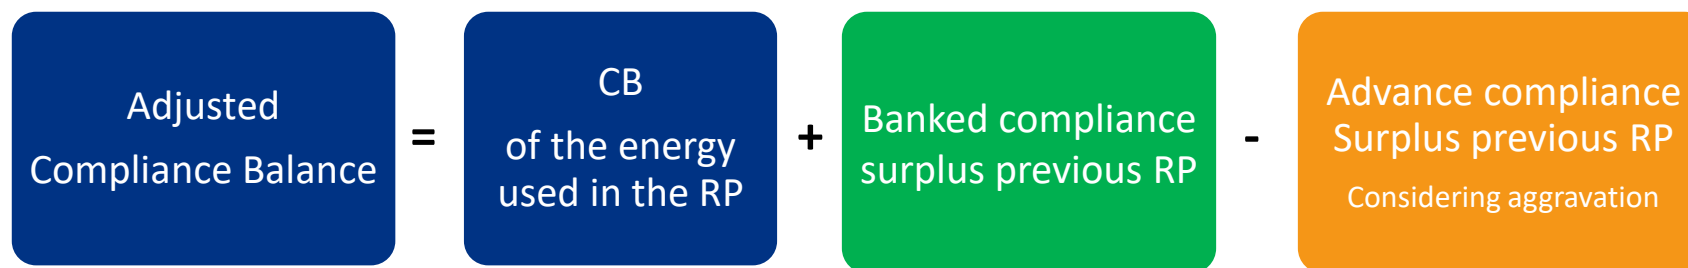 Adjusted
Compliance Balance
=
CB
of the energy
used in the RP
+
Banked compliance
surplus previous RP
-
Advance compliance
Surplus previous RP
Considering aggravation